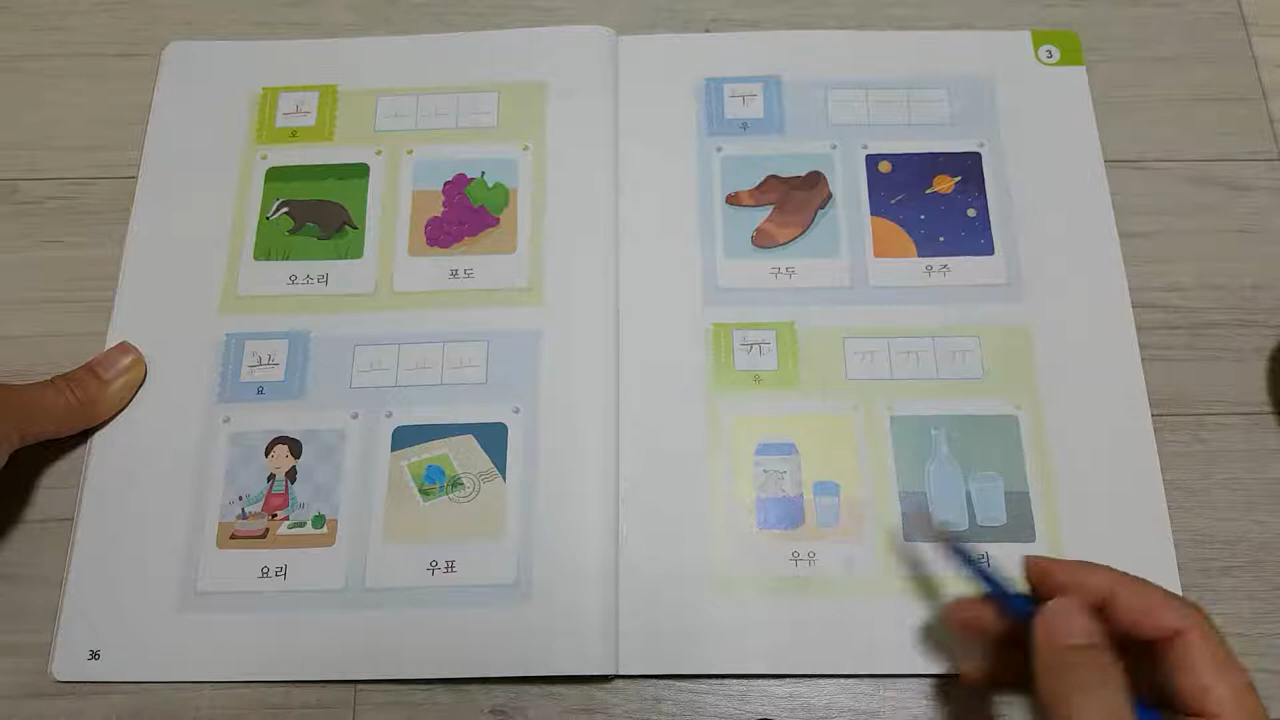 3
ㅗ
오
ㅗ ㅗ ㅗ
오소리
포도
ㅛ
요
ㅛ ㅛ ㅛ
요리
우표
36
ㅜ
우
구두
우주
ㅠ
유
ㅠ ㅠ ㅠ
우유
리